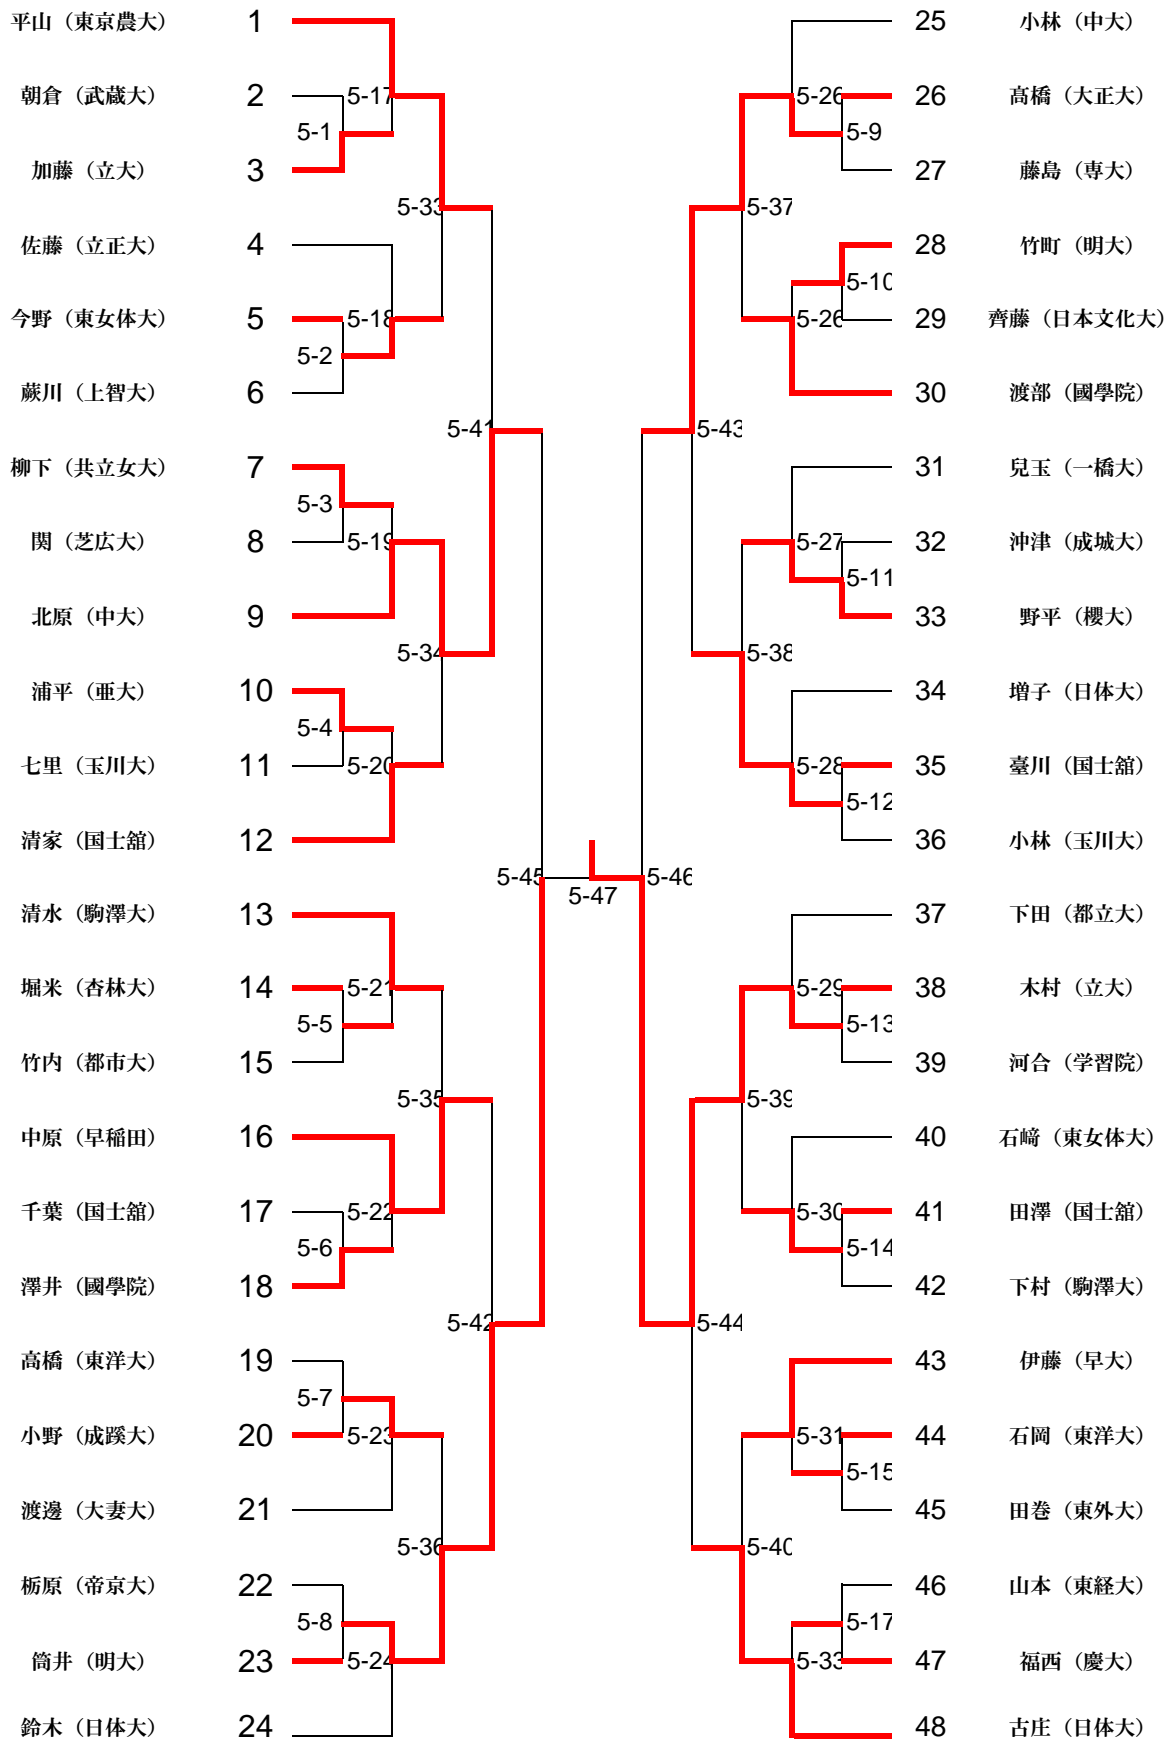 平山（東京農大） 1
朝倉（武蔵大） 2
5-17
5-1
加藤（立大） 3
5-33
佐藤（立正大） 4
今野（東女体大） 5
5-18
5-2
蕨川（上智大） 6
5-41
柳下（共立女大） 7
5-3
関（芝広大） 8
5-19
北原（中大） 9
5-34
浦平（亜大） 10
5-4
七里（玉川大） 11
5-20
清家（国士舘） 12
5-45
5-47
清水（駒澤大） 13
堀米（杏林大） 14
5-21
5-5
竹内（都市大） 15
5-35
中原（早稲田） 16
千葉（国士舘） 17
5-22
5-6
澤井（國學院） 18
5-42
高橋（東洋大） 19
5-7
小野（成蹊大） 20
5-23
渡邊（大妻大） 21
5-36
栃原（帝京大） 22
5-8
筒井（明大） 23
5-24
鈴木（日体大） 24
25 小林（中大）
5-26
26 髙橋（大正大）
5-9
27 藤島（専大）
5-37
28 竹町（明大）
5-10
5-26
29 齊藤（日本文化大）
30 渡部（國學院）
5-43
31 兒玉（一橋大）
5-27
32 沖津（成城大）
5-11
33 野平（櫻大）
5-38
34 増子（日体大）
5-28
35 臺川（国士舘）
5-12
36 小林（玉川大）
5-46
37 下田（都立大）
5-29
38 木村（立大）
5-13
39 河合（学習院）
5-39
40 石﨑（東女体大）
5-30
41 田澤（国士舘）
5-14
42 下村（駒澤大）
5-44
43 伊藤（早大）
5-31
44 石岡（東洋大）
5-15
45 田巻（東外大）
5-40
46 山本（東経大）
5-17
5-33
47 福西（慶大）
48 古庄（日体大）